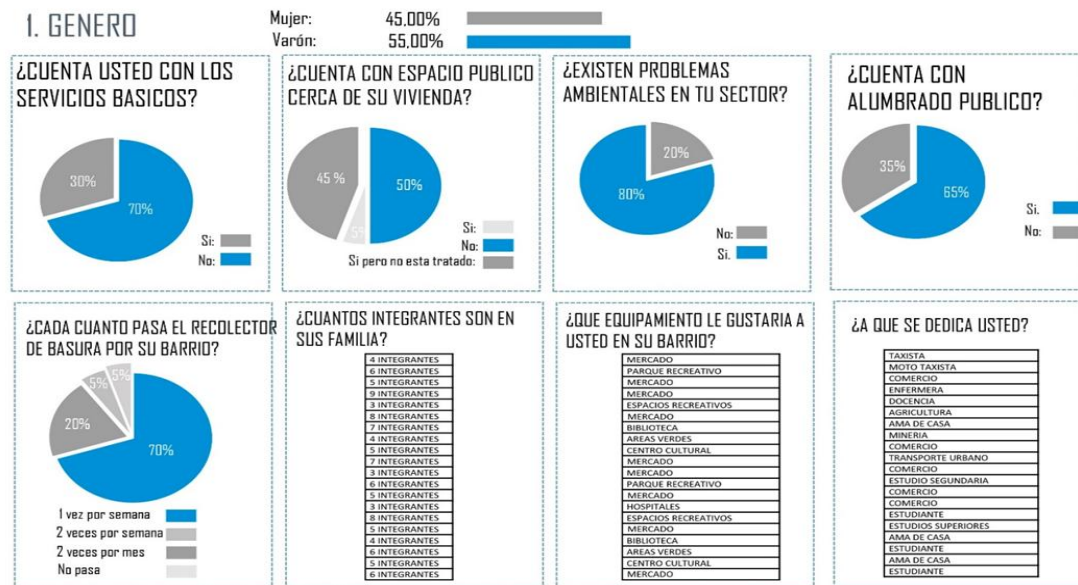 1. GENERO
Mujer: 45,00%
Varón: 55,00%
¿CUENTA USTED CON LOS
SERVICIOS BASICOS?
30%
70%
Si:
No:
¿CUENTA CON ESPACIO PUBLICO
CERCA DE SU VIVIENDA?
45 %
50%
5%
Si:
No:
Si pero no esta tratado:
¿EXISTEN PROBLEMAS
AMBIENTALES EN TU SECTOR?
20%
80%
No:
Si.
¿CUENTA CON
ALUMBRADO PUBLICO?
35%
65%
Si.
No:
¿CADA CUANTO PASA EL RECOLECTOR
DE BASURA POR SU BARRIO?
5%
5%
20%
70%
1 vez por semana
2 veces por semana
2 veces por mes
No pasa
¿CUANTOS INTEGRANTES SON EN
SUS FAMILIA?
4 INTEGRANTES
6 INTEGRANTES
5 INTEGRANTES
9 INTEGRANTES
3 INTEGRANTES
8 INTEGRANTES
7 INTEGRANTES
4 INTEGRANTES
5 INTEGRANTES
7 INTEGRANTES
3 INTEGRANTES
6 INTEGRANTES
5 INTEGRANTES
3 INTEGRANTES
8 INTEGRANTES
5 INTEGRANTES
4 INTEGRANTES
6 INTEGRANTES
5 INTEGRANTES
6 INTEGRANTES
¿QUE EQUIPAMIENTO LE GUSTARIA A
USTED EN SU BARRIO?
MERCADO
PARQUE RECREATIVO
MERCADO
MERCADO
ESPACIOS RECREATIVOS
MERCADO
BIBLIOTECA
AREAS VERDES
CENTRO CULTURAL
MERCADO
MERCADO
PARQUE RECREATIVO
MERCADO
HOSPITALES
ESPACIOS RECREATIVOS
MERCADO
BIBLIOTECA
AREAS VERDES
CENTRO CULTURAL
MERCADO
¿A QUE SE DEDICA USTED?
TAXISTA
MOTO TAXISTA
COMERCIO
ENFERMERA
DOCENCIA
AGRICULTURA
AMA DE CASA
MINERIA
COMERCIO
TRANSPORTE URBANO
COMERCIO
ESTUDIO SEGUNDARIA
COMERCIO
COMERCIO
ESTUDIANTE
ESTUDIOS SUPERIORES
AMA DE CASA
ESTUDIANTE
AMA DE CASA
ESTUDIANTE